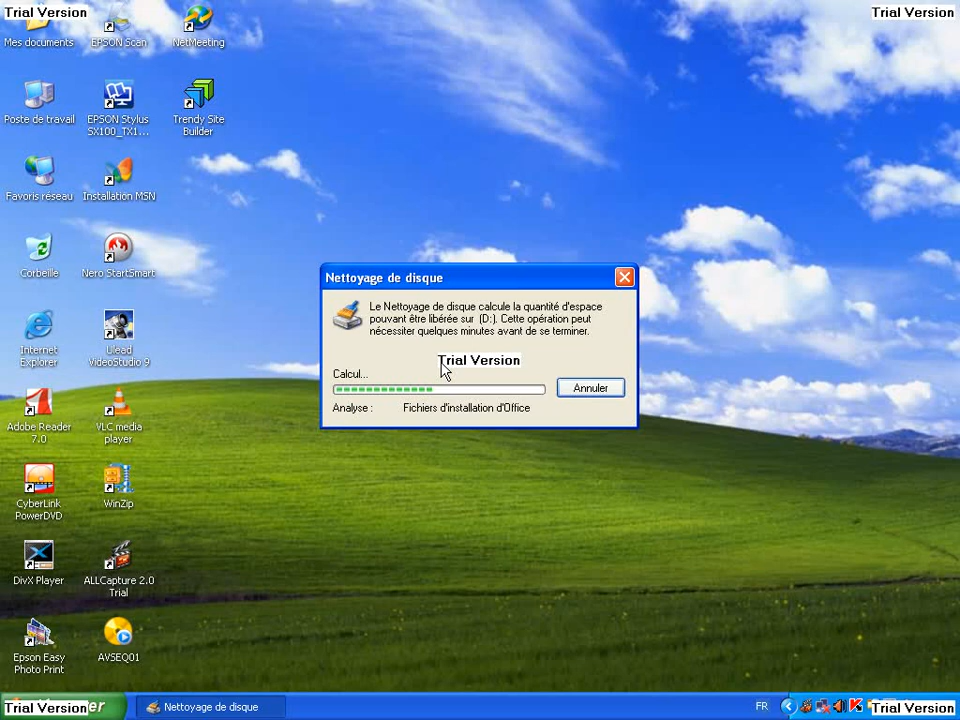 Trial Version
Trial Version
Mes documents
EPSON Scan
NetMeeting
Poste de travail
EPSON Stylus
SX100_TX1...
Trendy Site
Builder
Favoris réseau
Installation MSN
Corbeille
Nero StartSmart
Internet
Explorer
Ulead
VideoStudio 9
Adobe Reader
7.0
VLC media
player
CyberLink
PowerDVD
WinZip
DivX Player
ALLCapture 2.0
Trial
Epson Easy
Photo Print
AVSEQ01
Nettoyage de disque
Le Nettoyage de disque calcule la quantité d'espace
pouvant être libérée sur (D:). Cette opération peut
nécessiter quelques minutes avant de se terminer.
Trial Version
Calcul...
Annuler
Analyse : Fichiers d'installation d'Office
Trial Version
Nettoyage de disque
FR
Trial Version